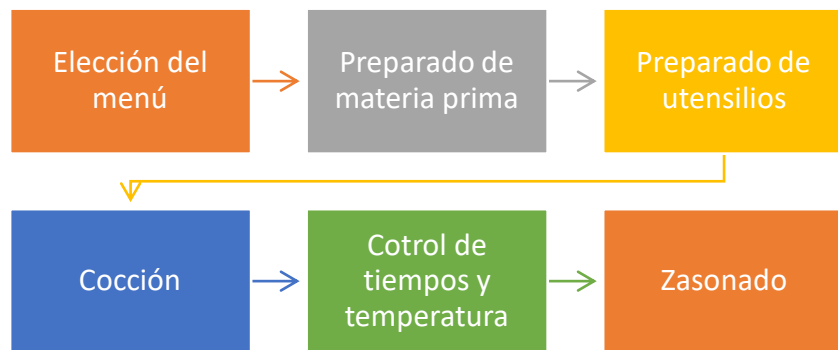 Elección del
menú
Preparado de
materia prima
Preparado de
utensilios
Cocción
Cotrol de
tiempos y
temperatura
Zasonado